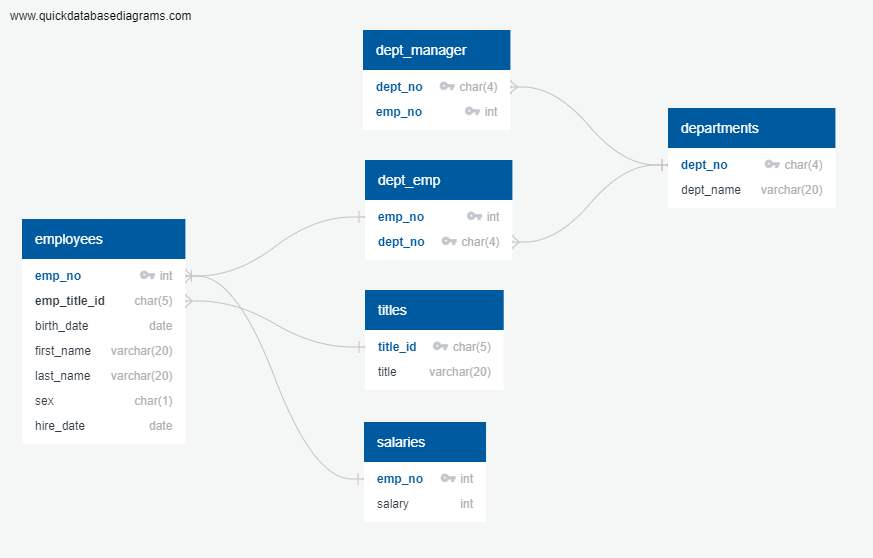 www.quickdatabasediagrams.com
dept_manager
dept_no char(4)
emp_no int
departments
dept_no char(4)
dept_name varchar(20)
dept_emp
emp_no int
dept_no char(4)
employees
emp_no int
emp_title_id char(5)
birth_date date
first_name varchar(20)
last_name varchar(20)
sex char(1)
hire_date date
titles
title_id char(5)
title varchar(20)
salaries
emp_no int
salary int